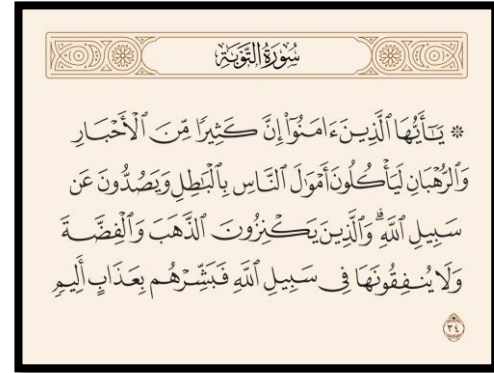 سُورَةُ التَّوۡبَةِ
۞ يَـٰٓأَيُّهَا ٱلَّذِينَ ءَامَنُوٓاْ إِنَّ كَثِيرٗا مِّنَ ٱلۡأَحۡبَارِ
وَٱلرُّهۡبَانِ لَيَأۡكُلُونَ أَمۡوَٰلَ ٱلنَّاسِ بِٱلۡبَٰطِلِ وَيَصُدُّونَ عَن
سَبِيلِ ٱللَّهِۗ وَٱلَّذِينَ يَكۡنِزُونَ ٱلذَّهَبَ وَٱلۡفِضَّةَ
وَلَا يُنفِقُونَهَا فِي سَبِيلِ ٱللَّهِ فَبَشِّرۡهُم بِعَذَابٍ أَلِيمٖ
٣٤